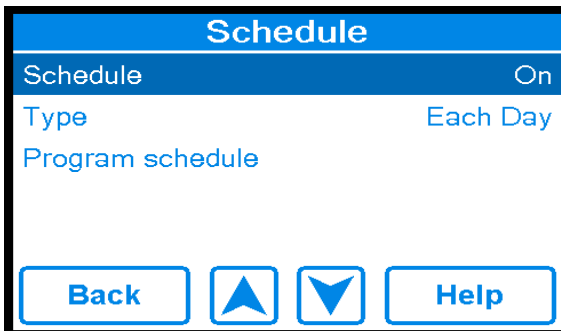 Schedule
Schedule On
Type Each Day
Program schedule
Back Help